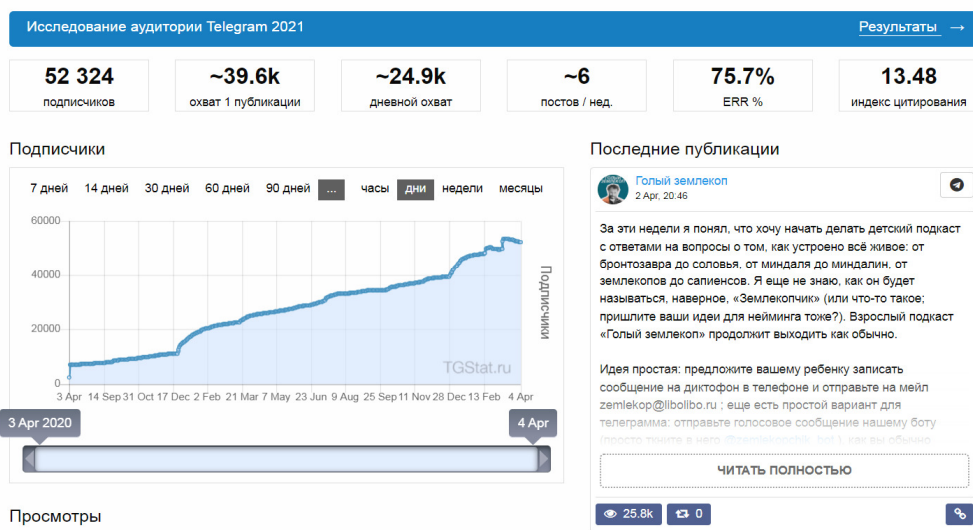 Исследование аудитории Telegram 2021
Результаты →
52 324
подписчиков
~39.6k
охват 1 публикации
~24.9k
дневной охват
~6
постов / нед.
75.7%
ERR %
13.48
индекс цитирования
Подписчики
7 дней 14 дней 30 дней 60 дней 90 дней ... часы дни недели месяцы
60000
40000
20000
0
Подписчики
TGStat.ru
3 Apr 14 Sep 31 Oct 17 Dec 2 Feb 21 Mar 7 May 23 Jun 9 Aug 25 Sep 11 Nov 28 Dec 13 Feb 4 Apr
3 Apr 2020
4 Apr
Просмотры
Последние публикации
Голый землекоп
2 Apr, 20:46
За эти недели я понял, что хочу начать делать детский подкаст
с ответами на вопросы о том, как устроено всё живое: от
бронтозавра до соловья, от миндаля до миндалин, от
землекопов до сапиенсов. Я еще не знаю, как он будет
называться, наверное, «Землекопчик» (или что-то такое;
пришлите ваши идеи для нейминга тоже?). Взрослый подкаст
«Голый землекоп» продолжит выходить как обычно.
Идея простая: предложите вашему ребенку записать
сообщение на диктофон в телефоне и отправьте на мейл
zemlekop@libolibo.ru ; еще есть простой вариант для
телеграмма: отправьте голосовое сообщение нашему боту
(просто тыните в него как вы обычно
ЧИТАТЬ ПОЛНОСТЬЮ
25.8k
0